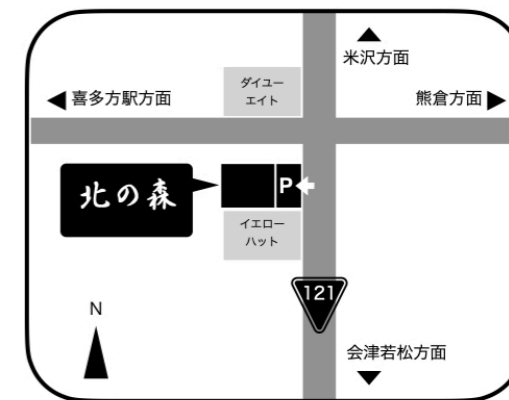 米沢方面
ダイユー
エイト
喜多方駅方面
熊倉方面
北の森
P
イエロー
ハット
121
N
会津若松方面